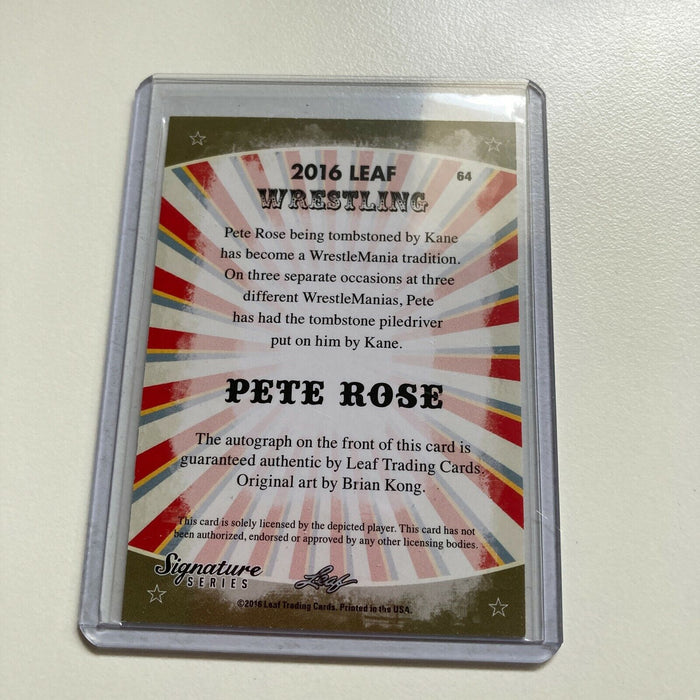 2016 LEAF
64
WRESTLING
Pete Rose being tombstoned by Kane
has become a WrestleMania tradition.
On three separate occasions at three
different WrestleManias, Pete
has had the tombstone piledriver
put on him by Kane.
PETE ROSE
The autograph on the front of this card is
guaranteed authentic by Leaf Trading Cards.
Original art by Brian Kong.
This card is solely licensed by the depicted player. This card has not
been authorized, endorsed or approved by any other licensing bodies.
Signature
SERIES
Leaf
©2016 Leaf Trading Cards. Printed in the USA.